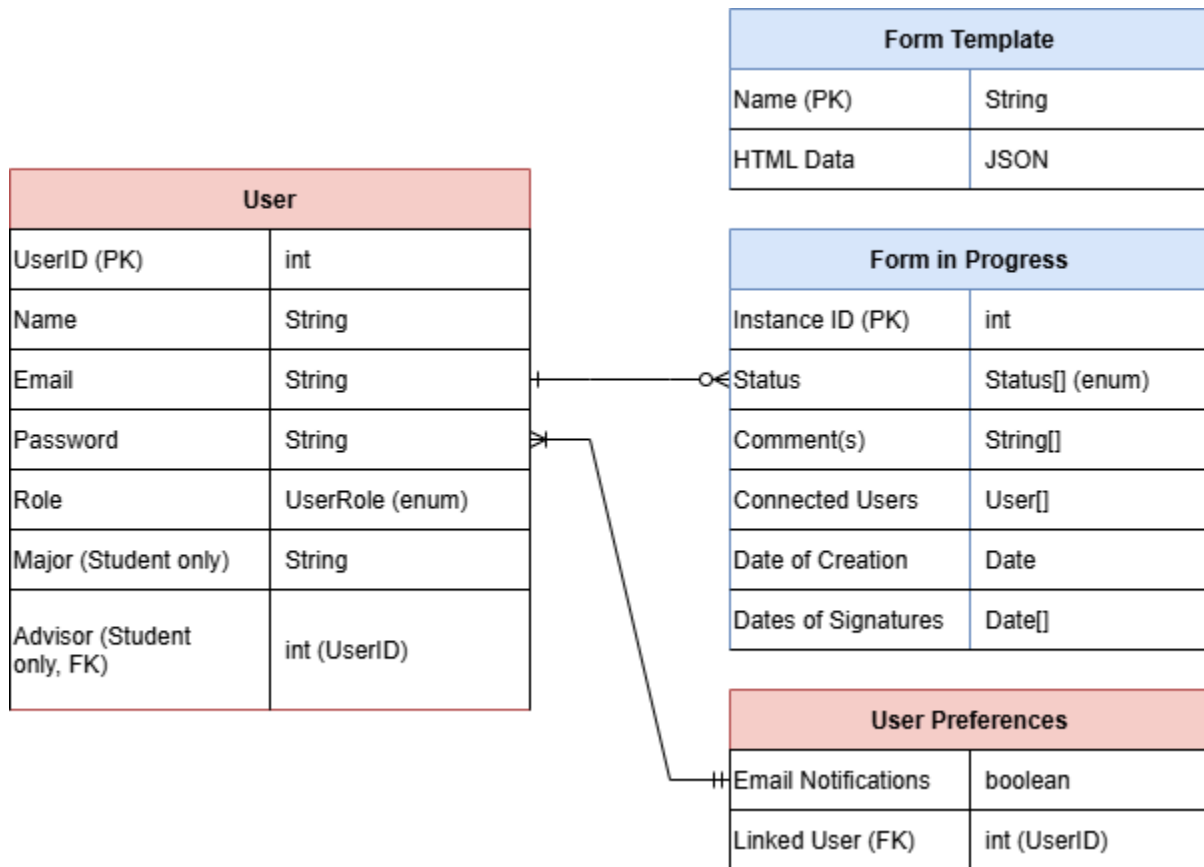 Form Template
Name (PK) String
HTML Data JSON
User
UserID (PK) int
Name String
Email String
Password String
Role UserRole (enum)
Major (Student only) String
Advisor (Student
only, FK) int (UserID)
Form in Progress
Instance ID (PK) int
Status Status[] (enum)
Comment(s) String[]
Connected Users User[]
Date of Creation Date
Dates of Signatures Date[]
User Preferences
Email Notifications boolean
Linked User (FK) int (UserID)